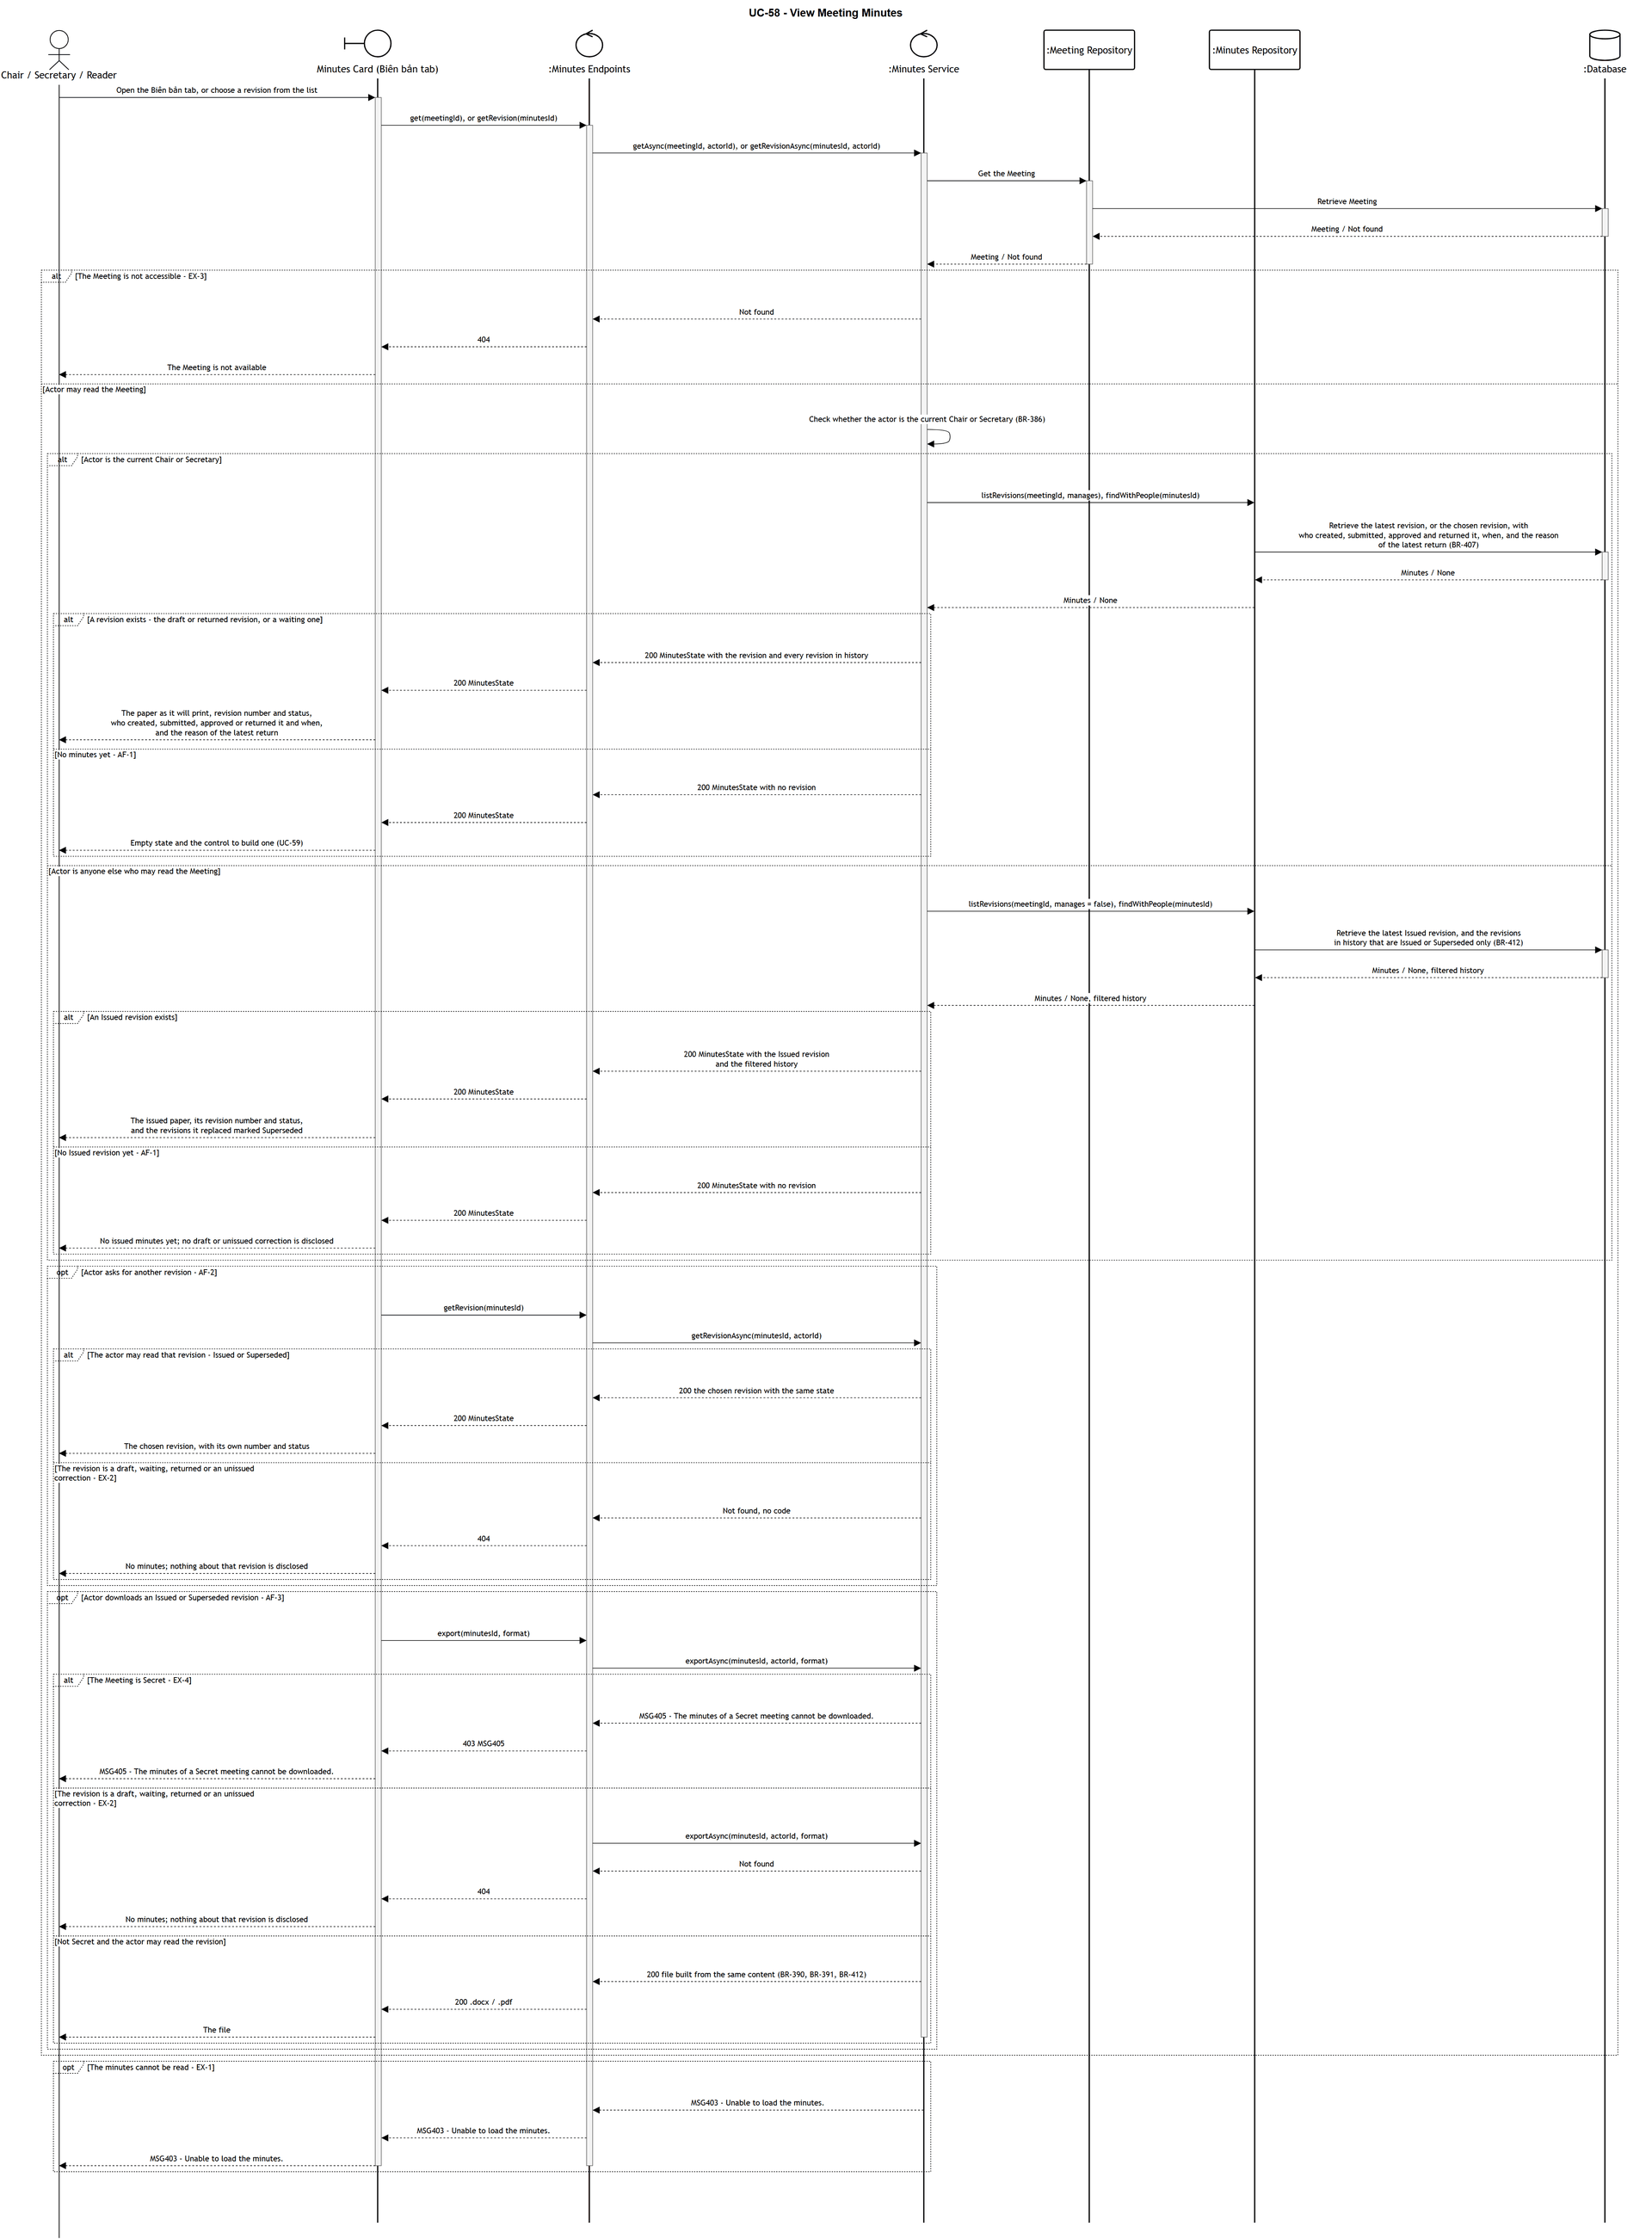 UC-58 - View Meeting Minutes
Chair / Secretary / Reader
Minutes Card (Biên bản tab)
:Minutes Endpoints
:Minutes Service
:Meeting Repository
:Minutes Repository
:Database
Open the Biên bản tab, or choose a revision from the list
get(meetingId), or getRevision(minutesId)
getAsync(meetingId, actorId), or getRevisionAsync(minutesId, actorId)
Get the Meeting
Retrieve Meeting
Meeting / Not found
Meeting / Not found
alt [The Meeting is not accessible - EX-3]
Not found
404
The Meeting is not available
[Actor may read the Meeting]
Check whether the actor is the current Chair or Secretary (BR-386)
alt [Actor is the current Chair or Secretary]
listRevisions(meetingId, manages), findWithPeople(minutesId)
Retrieve the latest revision, or the chosen revision, with
who created, submitted, approved and returned it, when, and the reason
of the latest return (BR-407)
Minutes / None
Minutes / None
alt [A revision exists - the draft or returned revision, or a waiting one]
200 MinutesState with the revision and every revision in history
200 MinutesState
The paper as it will print, revision number and status,
who created, submitted, approved or returned it and when,
and the reason of the latest return
[No minutes yet - AF-1]
200 MinutesState with no revision
200 MinutesState
Empty state and the control to build one (UC-59)
[Actor is anyone else who may read the Meeting]
listRevisions(meetingId, manages = false), findWithPeople(minutesId)
Retrieve the latest Issued revision, and the revisions
in history that are Issued or Superseded only (BR-412)
Minutes / None, filtered history
Minutes / None, filtered history
alt [An Issued revision exists]
200 MinutesState with the Issued revision
and the filtered history
200 MinutesState
The issued paper, its revision number and status,
and the revisions it replaced marked Superseded
[No Issued revision yet - AF-1]
200 MinutesState with no revision
200 MinutesState
No issued minutes yet; no draft or unissued correction is disclosed
opt [Actor asks for another revision - AF-2]
getRevision(minutesId)
getRevisionAsync(minutesId, actorId)
alt [The actor may read that revision - Issued or Superseded]
200 the chosen revision with the same state
200 MinutesState
The chosen revision, with its own number and status
[The revision is a draft, waiting, returned or an unissued
correction - EX-2]
Not found, no code
404
No minutes; nothing about that revision is disclosed
opt [Actor downloads an Issued or Superseded revision - AF-3]
export(minutesId, format)
exportAsync(minutesId, actorId, format)
alt [The Meeting is Secret - EX-4]
MSG405 - The minutes of a Secret meeting cannot be downloaded.
403 MSG405
MSG405 - The minutes of a Secret meeting cannot be downloaded.
[The revision is a draft, waiting, returned or an unissued
correction - EX-2]
exportAsync(minutesId, actorId, format)
Not found
404
No minutes; nothing about that revision is disclosed
[Not Secret and the actor may read the revision]
200 file built from the same content (BR-390, BR-391, BR-412)
200 .docx / .pdf
The file
opt [The minutes cannot be read - EX-1]
MSG403 - Unable to load the minutes.
MSG403 - Unable to load the minutes.
MSG403 - Unable to load the minutes.